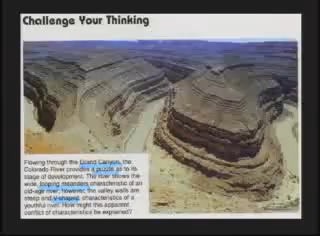 Challenge Your Thinking
Flowing through the Grand Canyon, the
Colorado River provides a puzzle as to its
stage of development. The river shows the
wide, looping meanders characteristic of an
old-age river; however, the valley walls are
steep and V-shaped, characteristics of a
youthful river. How might this apparent
conflict of characteristics be explained?